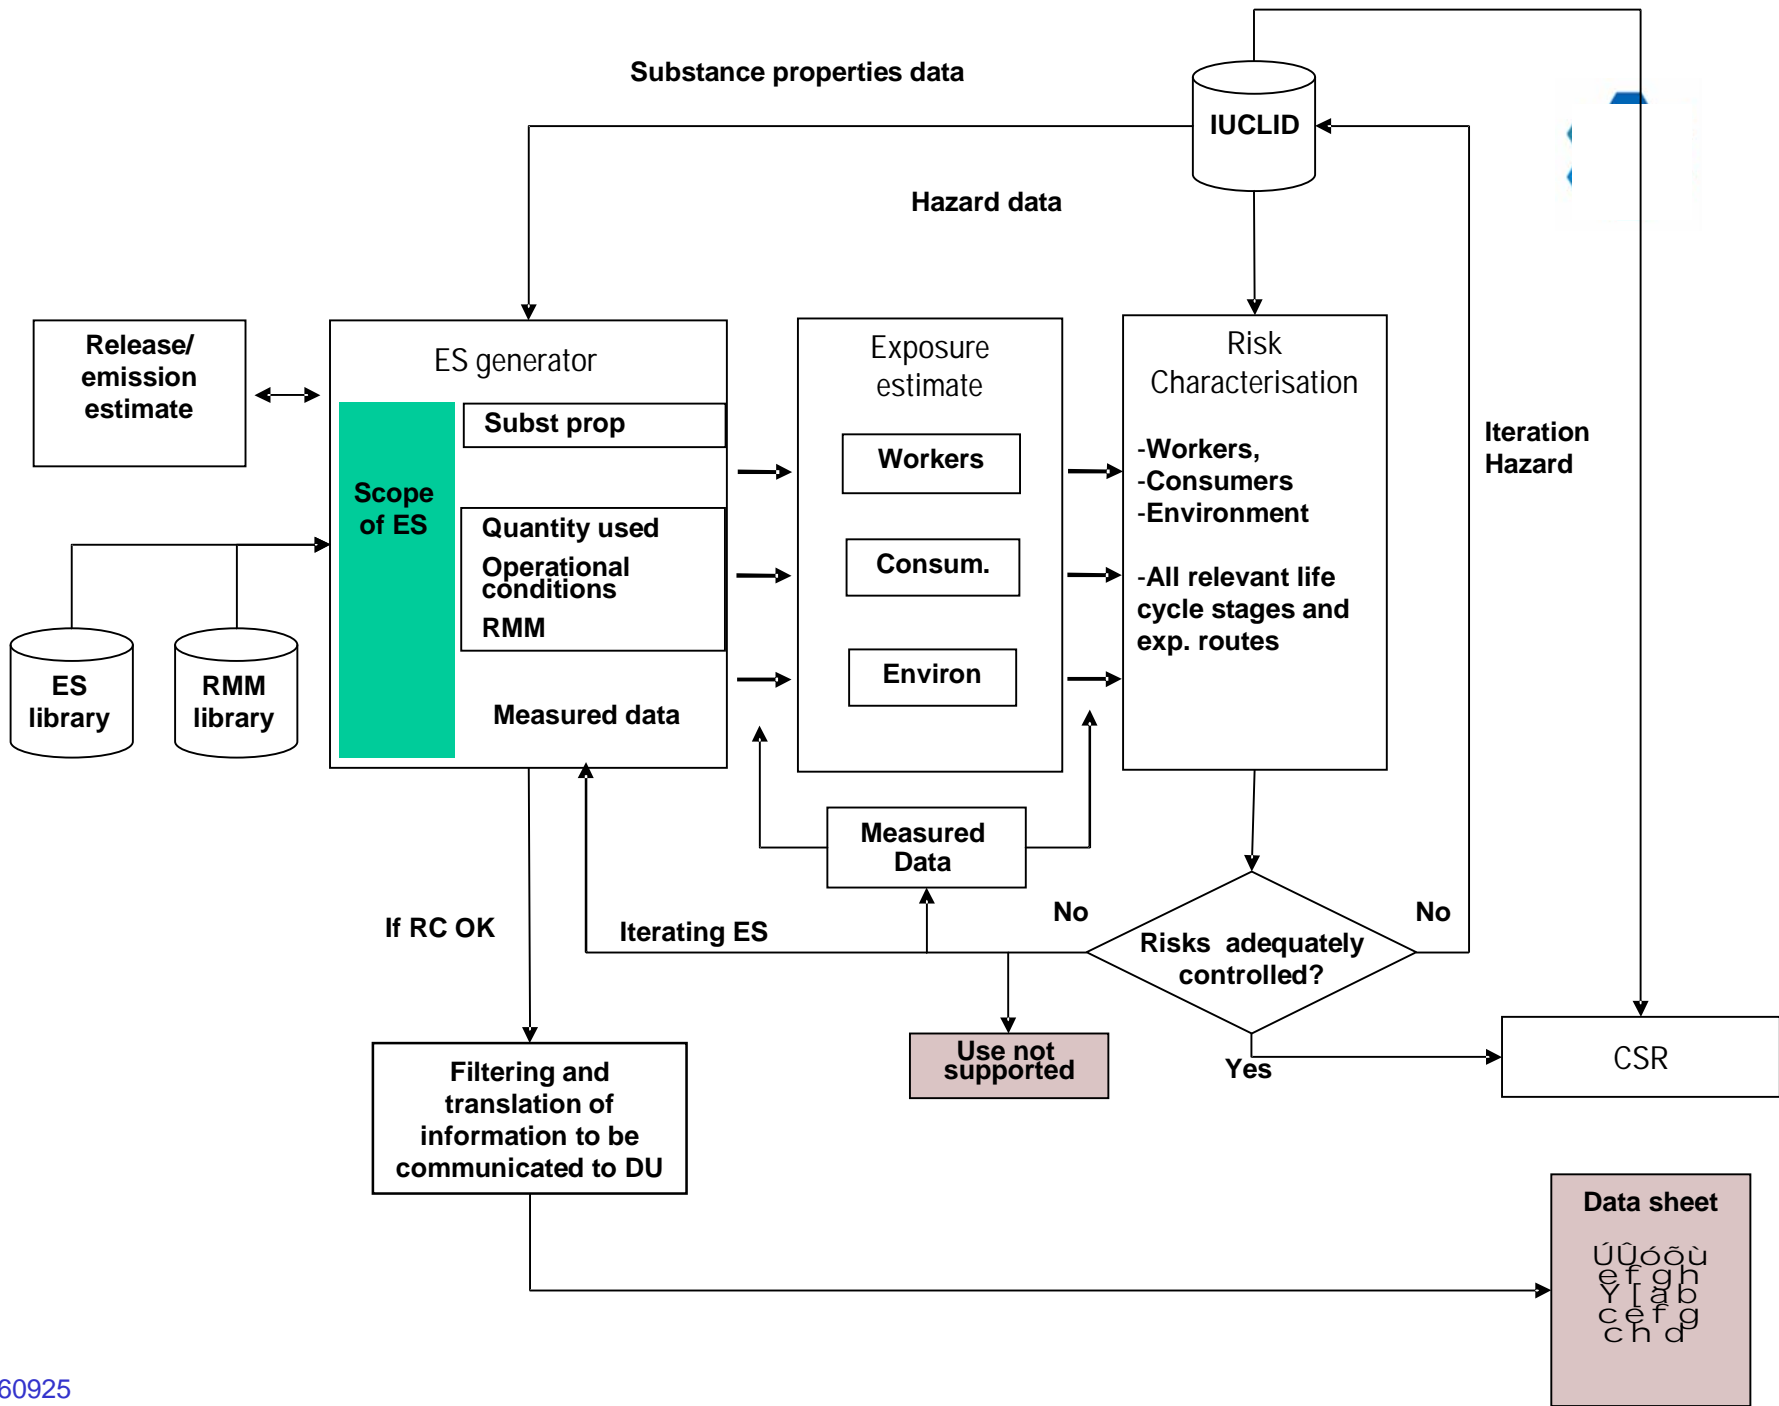 Substance properties data
IUCLID
Hazard data
Release/
emission
estimate
ES generator
Subst prop
Scope
of ES
Quantity used
Operational
conditions
RMM
Measured data
ES
library
RMM
library
Exposure
estimate
Workers
Consum.
Environ
Risk
Characterisation
-Workers,
-Consumers
-Environment
-All relevant life
cycle stages and
exp. routes
Iteration
Hazard
Measured
Data
If RC OK
Iterating ES
No
No
Risks adequately
controlled?
Use not
supported
Yes
CSR
Filtering and
translation of
information to be
communicated to DU
Data sheet
ÚÛóõù
e f g h
Y [ ã b
c e f g
c h d
60925